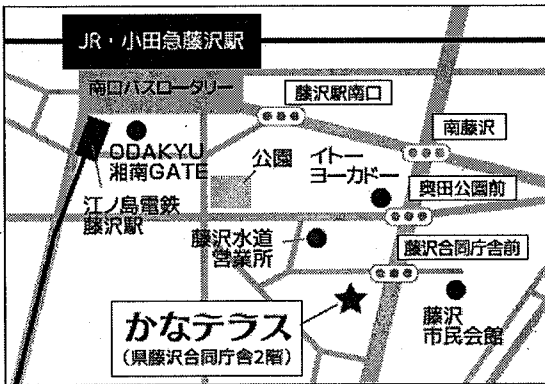 JR・小田急藤沢駅
南口バスロータリー
藤沢駅南口
南藤沢
ODAKYU
湘南GATE
公園
イトー
ヨーカドー
奥田公園前
江ノ島電鉄
藤沢駅
藤沢水道
営業所
藤沢合同庁舎前
かなテラス
(県藤沢合同庁舎2階)
藤沢
市民会館